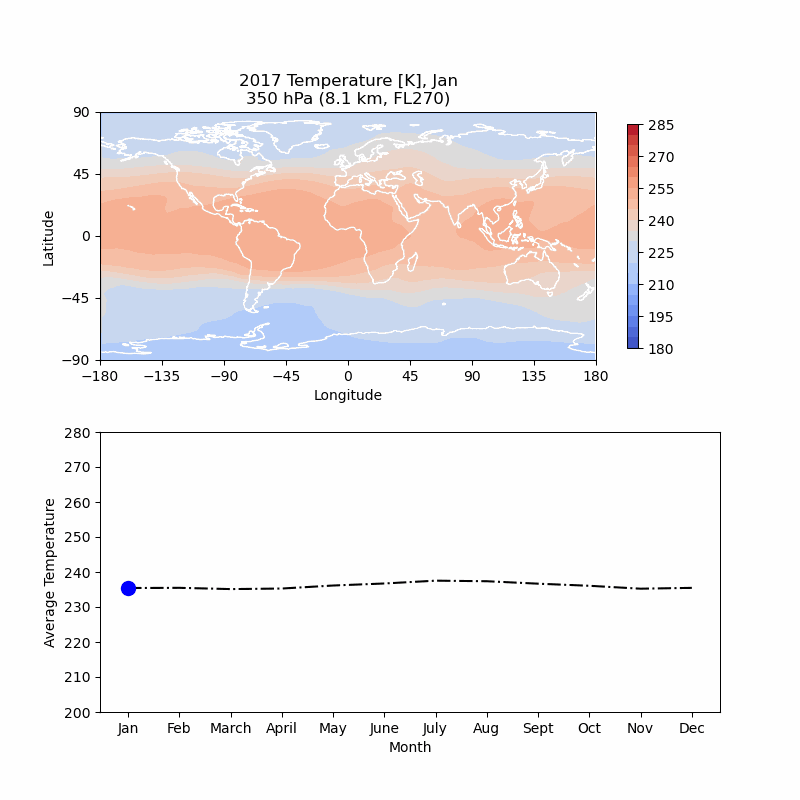 2017 Temperature [K], Jan
350 hPa (8.1 km, FL270)
90
45
0
−45
−90
Latitude
−180 −135 −90 −45 0 45 90 135 180
Longitude
285
270
255
240
225
210
195
180
280
270
260
250
240
230
220
210
200
Average Temperature
Jan Feb March April May June July Aug Sept Oct Nov Dec
Month